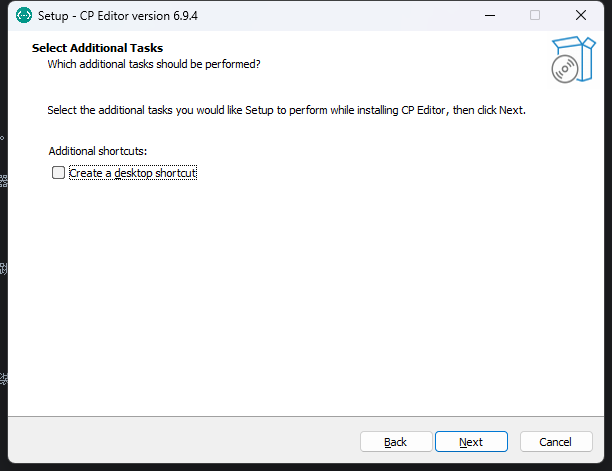 Setup - CP Editor version 6.9.4
Select Additional Tasks
Which additional tasks should be performed?
Select the additional tasks you would like Setup to perform while installing CP Editor, then click Next.
Additional shortcuts:
Create a desktop shortcut
Back
Next
Cancel